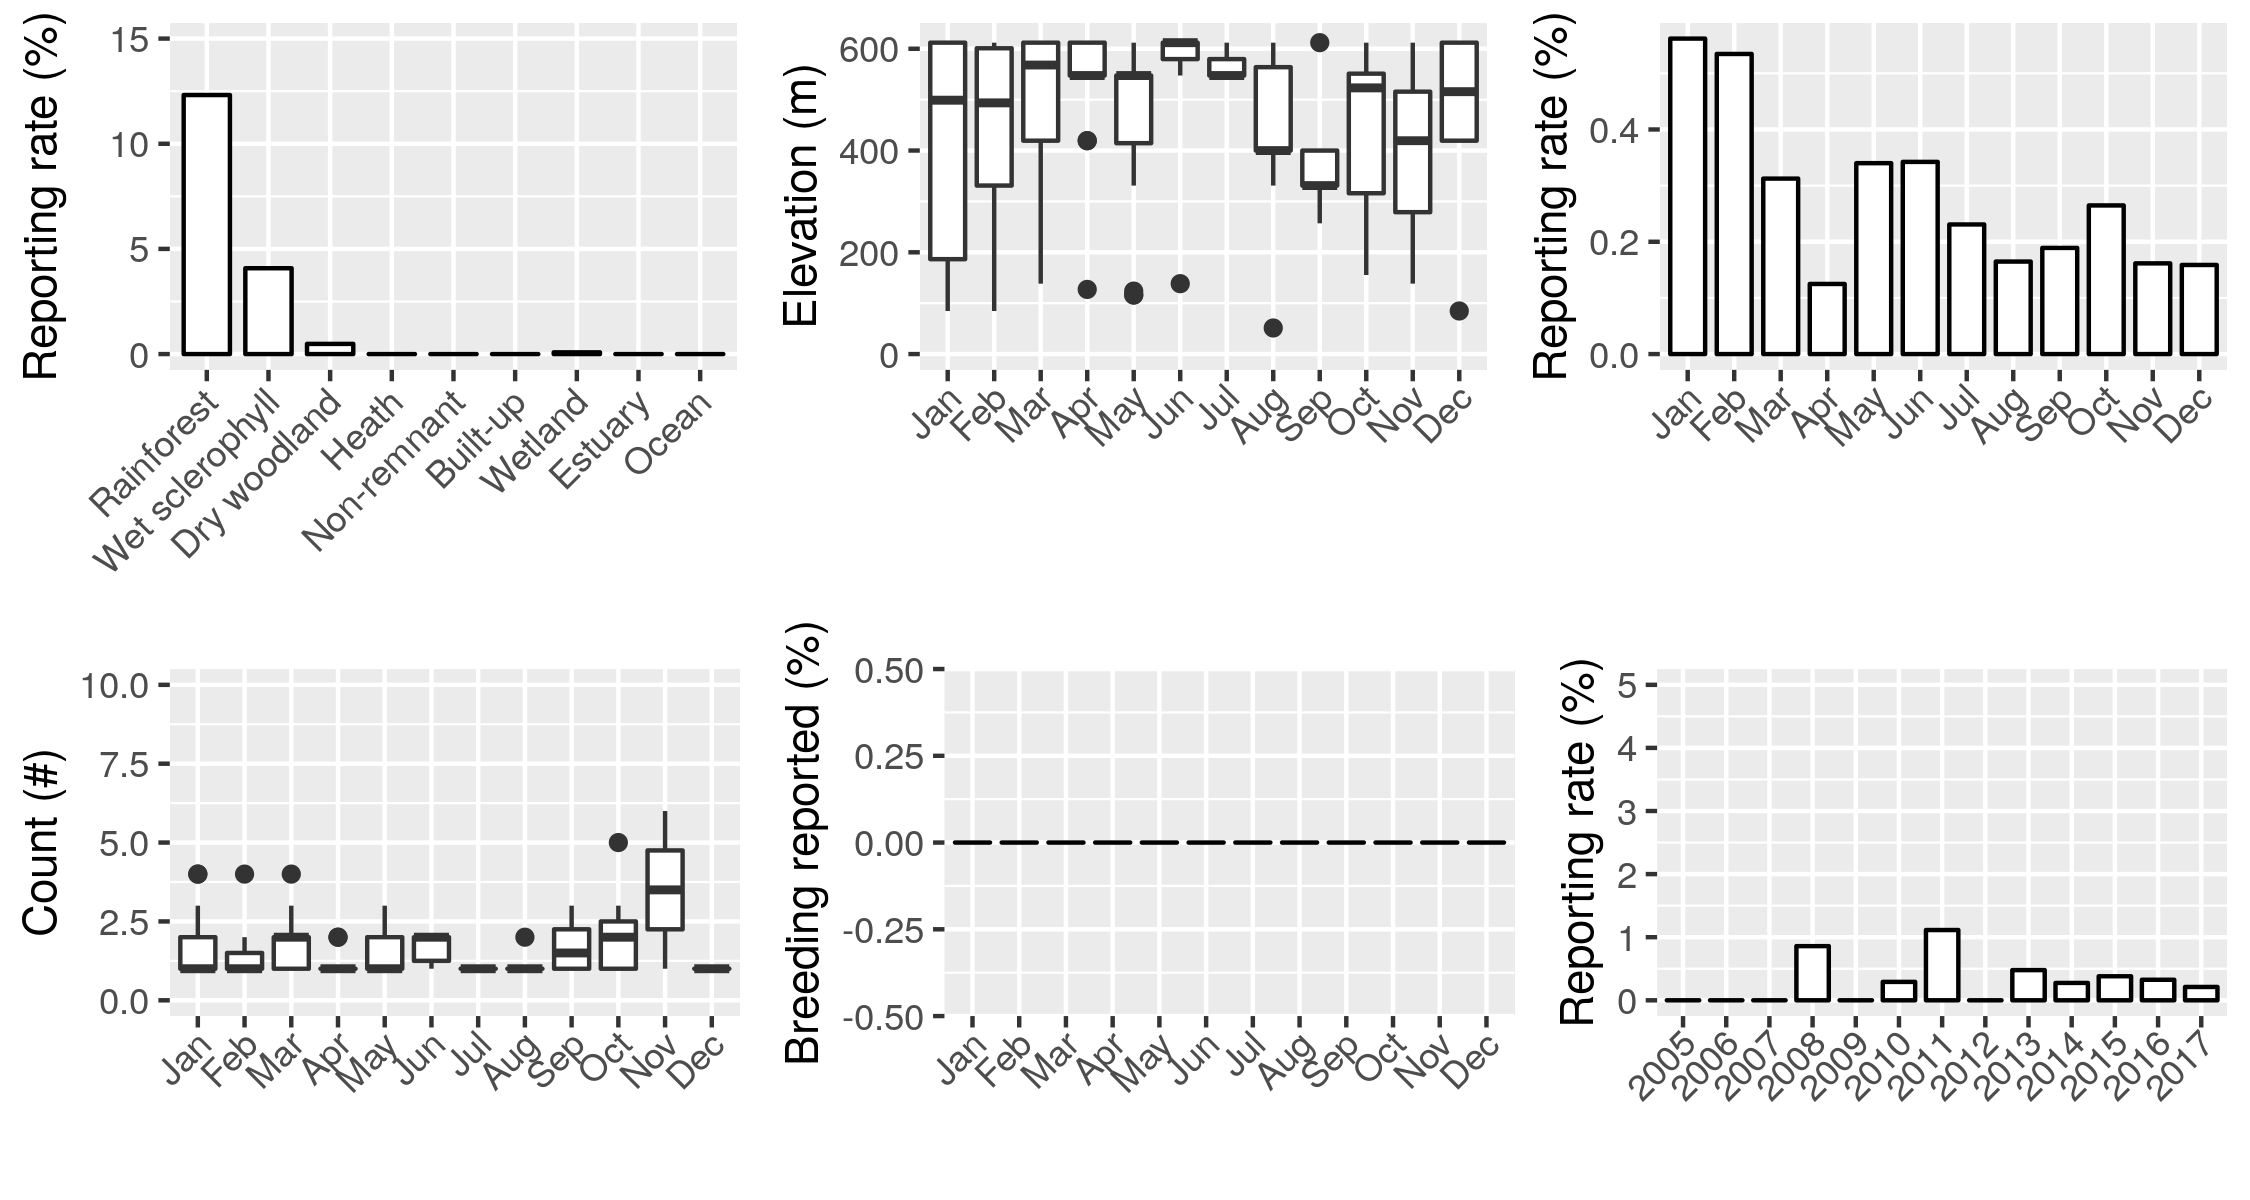 Reporting rate (%)
15
10
5
0
Rainforest
Wet sclerophyll
Dry woodland
Heath
Non-remnant
Built-up
Wetland
Estuary
Ocean
Elevation (m)
600
400
200
0
Jan
Feb
Mar
Apr
May
Jun
Jul
Aug
Sep
Oct
Nov
Dec
Reporting rate (%)
0.4
0.2
0.0
Jan
Feb
Mar
Apr
May
Jun
Jul
Aug
Sep
Oct
Nov
Dec
Count (#)
10.0
7.5
5.0
2.5
0.0
Jan
Feb
Mar
Apr
May
Jun
Jul
Aug
Sep
Oct
Nov
Dec
Breeding reported (%)
0.50
0.25
0.00
-0.25
-0.50
Jan
Feb
Mar
Apr
May
Jun
Jul
Aug
Sep
Oct
Nov
Dec
Reporting rate (%)
5
4
3
2
1
0
2005
2006
2007
2008
2009
2010
2011
2012
2013
2014
2015
2016
2017